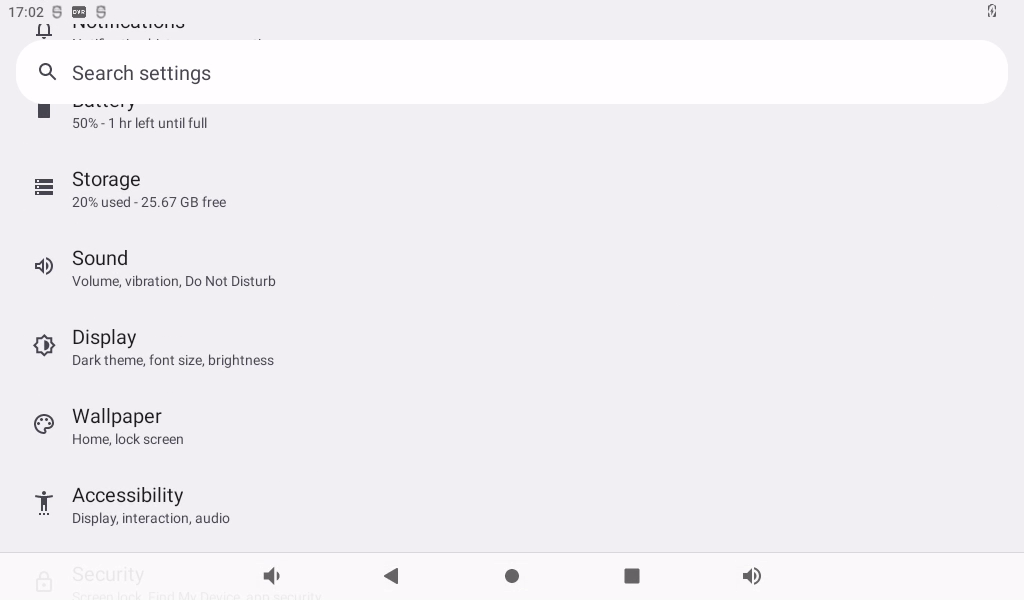 17:02
Notifications
Search settings
Battery
50% - 1 hr left until full
Storage
20% used - 25.67 GB free
Sound
Volume, vibration, Do Not Disturb
Display
Dark theme, font size, brightness
Wallpaper
Home, lock screen
Accessibility
Display, interaction, audio
Security
Screen lock, Find My Device, app security